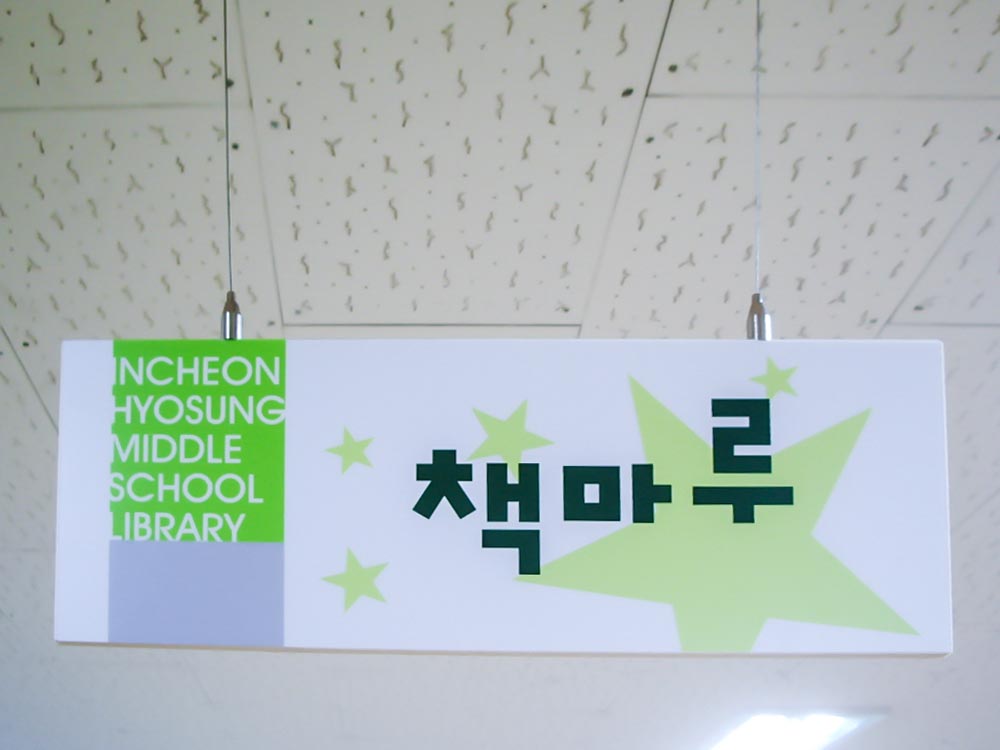 INCHEON
HYOSUNG
MIDDLE
SCHOOL
LIBRARY
책마루